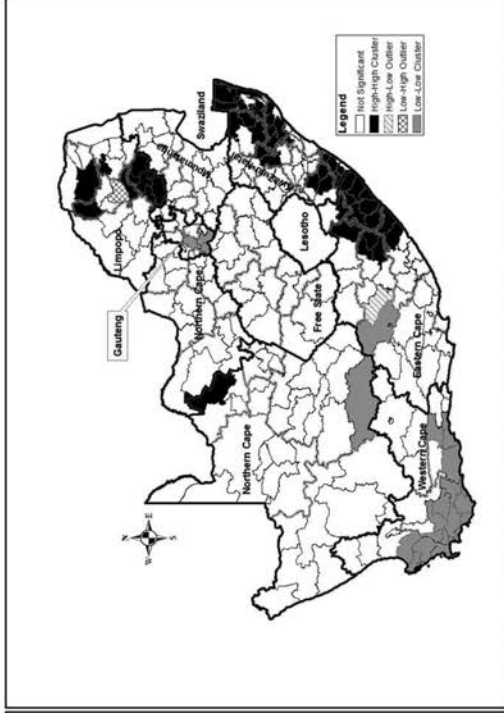 N
W E
S
Gauteng
Limpopo
Mpumalanga
Swaziland
Northern Cape
Northern Cape
Free State
Lesotho
Eastern Cape
Western Cape
Legend
Not Significant
High-High Cluster
High-Low Outlier
Low-High Outlier
Low-Low Cluster